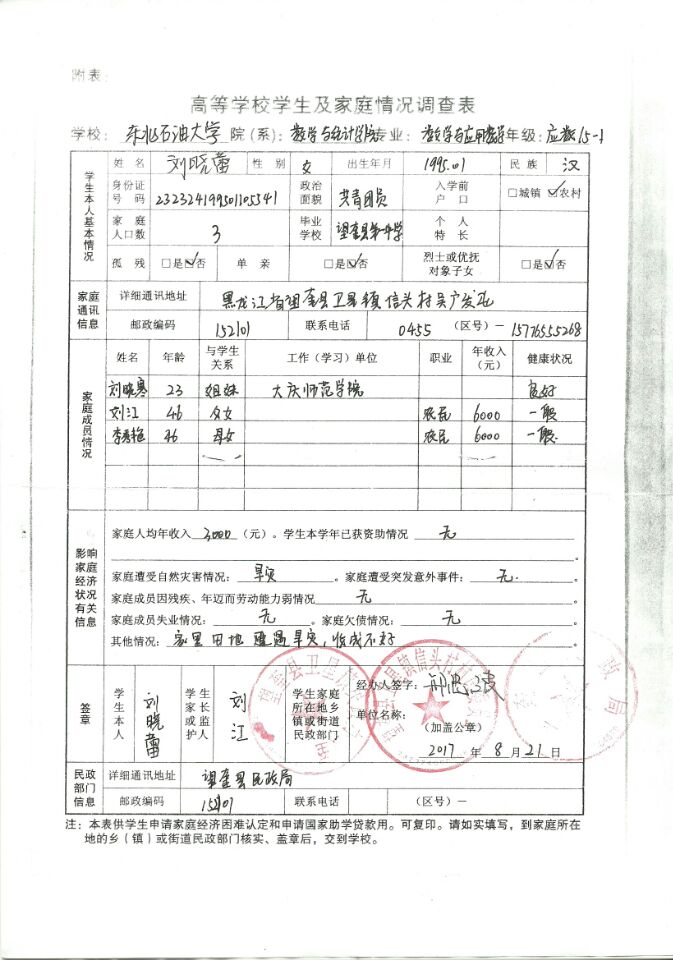 附表:
高等学校学生及家庭情况调查表
学校: 东北石油大学 院(系): 数学与统计学院 专业: 数学与应用数学 年级: 应数15-1
学生本人基本情况
姓名 刘晓蕾 性别 女 出生年月 1995.01 民族 汉
身份证号码 232324199501105341 政治面貌 共青团员 入学前户口 □城镇 ☑农村
家庭人口数 3 毕业学校 望奎县第一中学 个人特长
孤残 □是☑否 单亲 □是☑否 烈士或优抚对象子女 □是☑否
家庭通讯信息
详细通讯地址 黑龙江省望奎县卫星镇信头村吴户发屯
邮政编码 152101 联系电话 0455 (区号)- 15776555268
家庭成员情况
姓名 年龄 与学生关系 工作(学习)单位 职业 年收入(元) 健康状况
刘晓寒 23 姐妹 大庆师范学院 良好
刘江 46 父女 农民 6000 一般
李秀艳 46 母女 农民 6000 一般
影响家庭经济状况有关信息
家庭人均年收入 3000 (元)。学生本学年已获资助情况 无
。
家庭遭受自然灾害情况: 旱灾 。家庭遭受突发意外事件: 无 。
家庭成员因残疾、年迈而劳动能力弱情况 无 。
家庭成员失业情况: 无 。家庭欠债情况: 无 。
其他情况: 家里田地遭遇旱灾,收成不好 。
签章
学生本人 刘晓蕾
学生家长或监护人 刘江
学生家庭所在地乡镇或街道民政部门
经办人签字:
单位名称:
(加盖公章)
2017 年 8 月 21 日
民政部门信息
详细通讯地址 望奎县民政局
邮政编码 152101 联系电话 (区号)-
注:本表供学生申请家庭经济困难认定和申请国家助学贷款用。可复印。请如实填写,到家庭所在
地的乡(镇)或街道民政部门核实、盖章后,交到学校。